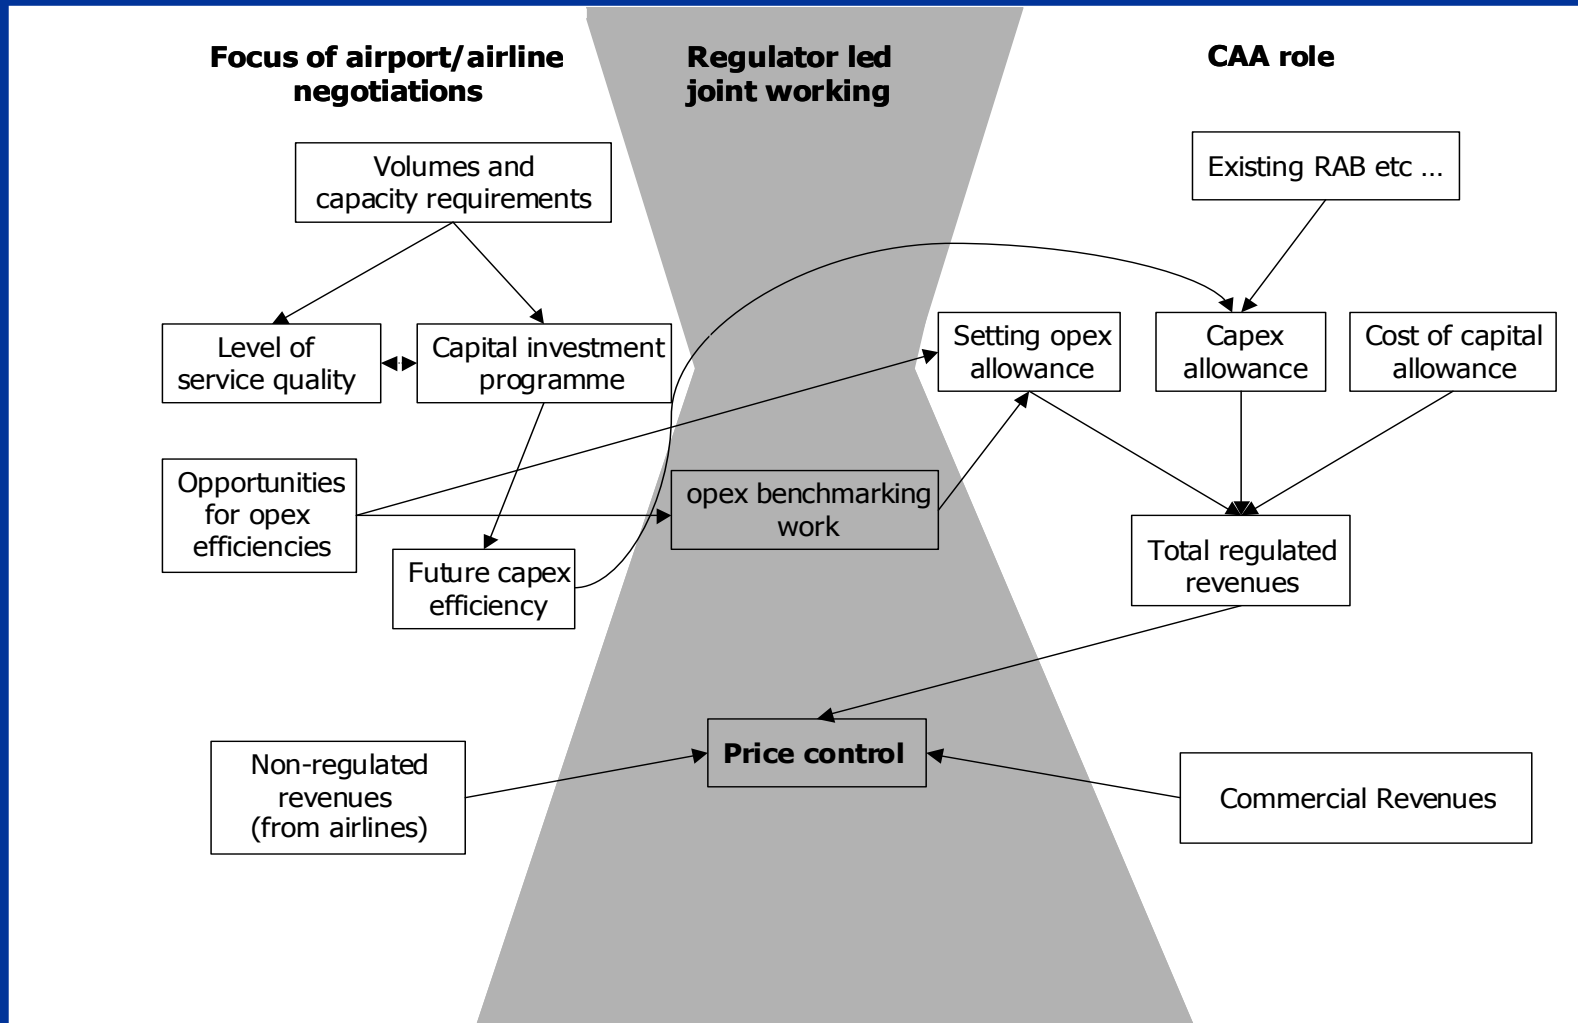 Focus of airport/airline
negotiations
Regulator led
joint working
CAA role
Volumes and
capacity requirements
Existing RAB etc ...
Level of
service quality
Capital investment
programme
Setting opex
allowance
Capex
allowance
Cost of capital
allowance
Opportunities
for opex
efficiencies
opex benchmarking
work
Future capex
efficiency
Total regulated
revenues
Price control
Non-regulated
revenues
(from airlines)
Commercial Revenues